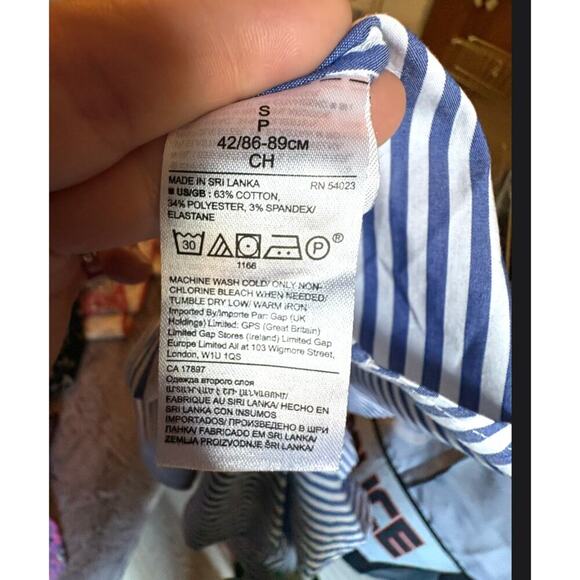 S
P
42/86-89CM
CH
MADE IN SRI LANKA RN 54023
■ US/GB : 63% COTTON,
34% POLYESTER, 3% SPANDEX/
ELASTANE
30
P ®
1166
MACHINE WASH COLD/ ONLY NON-
CHLORINE BLEACH WHEN NEEDED/
TUMBLE DRY LOW/ WARM IRON
Imported By/Importe Par: Gap (UK
Holdings) Limited: GPS (Great Britain)
Limited Gap Stores (Ireland) Limited Gap
Europe Limited All at 103 Wigmore Street,
London, W1U 1QS
CA 17897
Одежда второго слоя
FABRIQUE AU SRI LANKA/ HECHO EN
SRI LANKA CON INSUMOS
IMPORTADOS/ ПРОИЗВЕДЕНО В ШРИ
ЛАНКА/ FABRICADO EM SRI LANKA/
ZEMLJA PROIZVODNJE ŠRI LANKA/
ICE